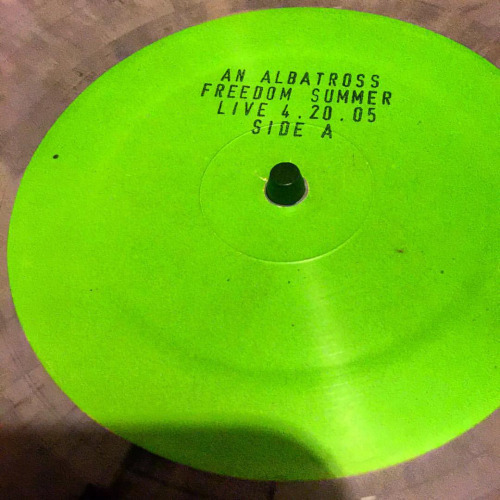 AN ALBATROSS
FREEDOM SUMMER
LIVE 4.20.05
SIDE A